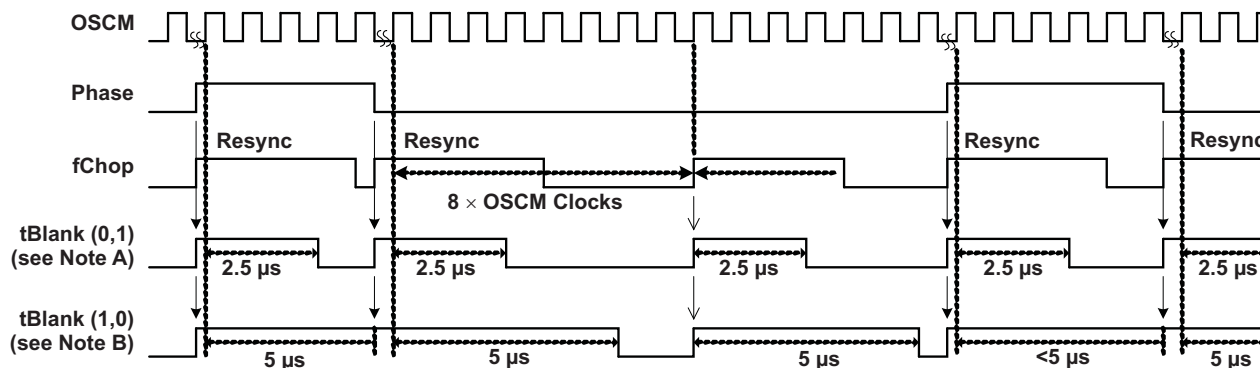 OSCM
Phase
Resync
Resync
Resync
Resync
fChop
8 × OSCM Clocks
tBlank (0,1)
(see Note A)
2.5 µs
2.5 µs
2.5 µs
2.5 µs
2.5 µs
tBlank (1,0)
(see Note B)
5 µs
5 µs
5 µs
<5 µs
5 µs